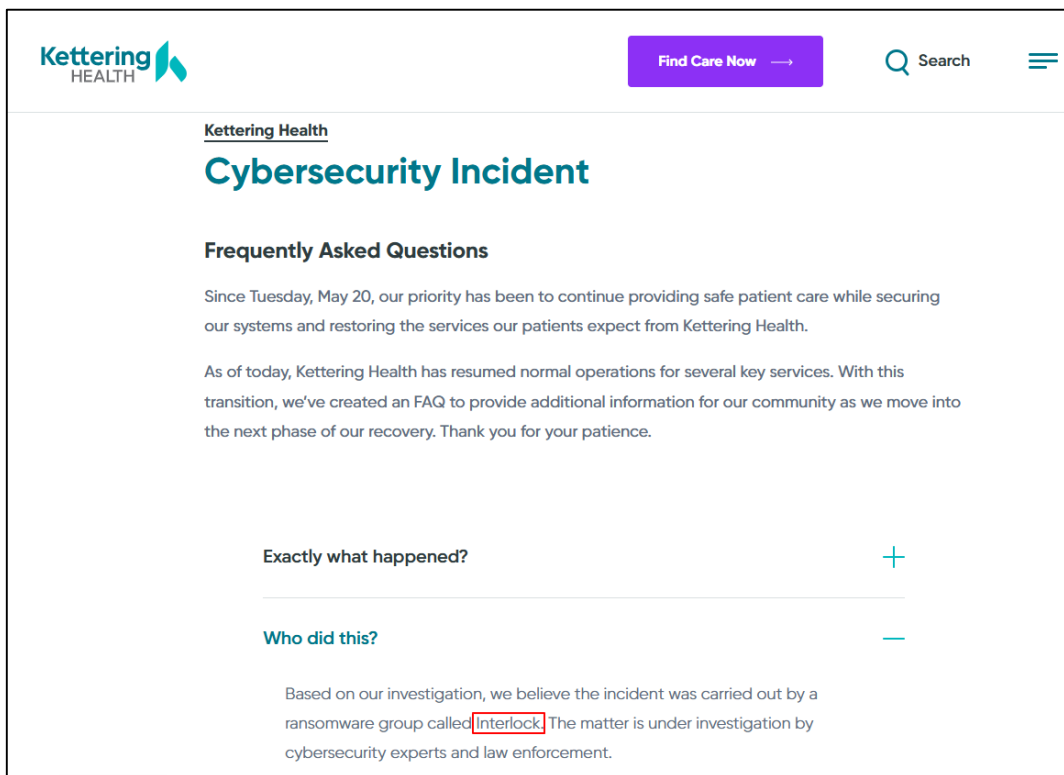 Kettering
HEALTH
Find Care Now →
Search
Kettering Health
Cybersecurity Incident
Frequently Asked Questions
Since Tuesday, May 20, our priority has been to continue providing safe patient care while securing
our systems and restoring the services our patients expect from Kettering Health.
As of today, Kettering Health has resumed normal operations for several key services. With this
transition, we’ve created an FAQ to provide additional information for our community as we move into
the next phase of our recovery. Thank you for your patience.
Exactly what happened?
Who did this?
Based on our investigation, we believe the incident was carried out by a
ransomware group called Interlock. The matter is under investigation by
cybersecurity experts and law enforcement.